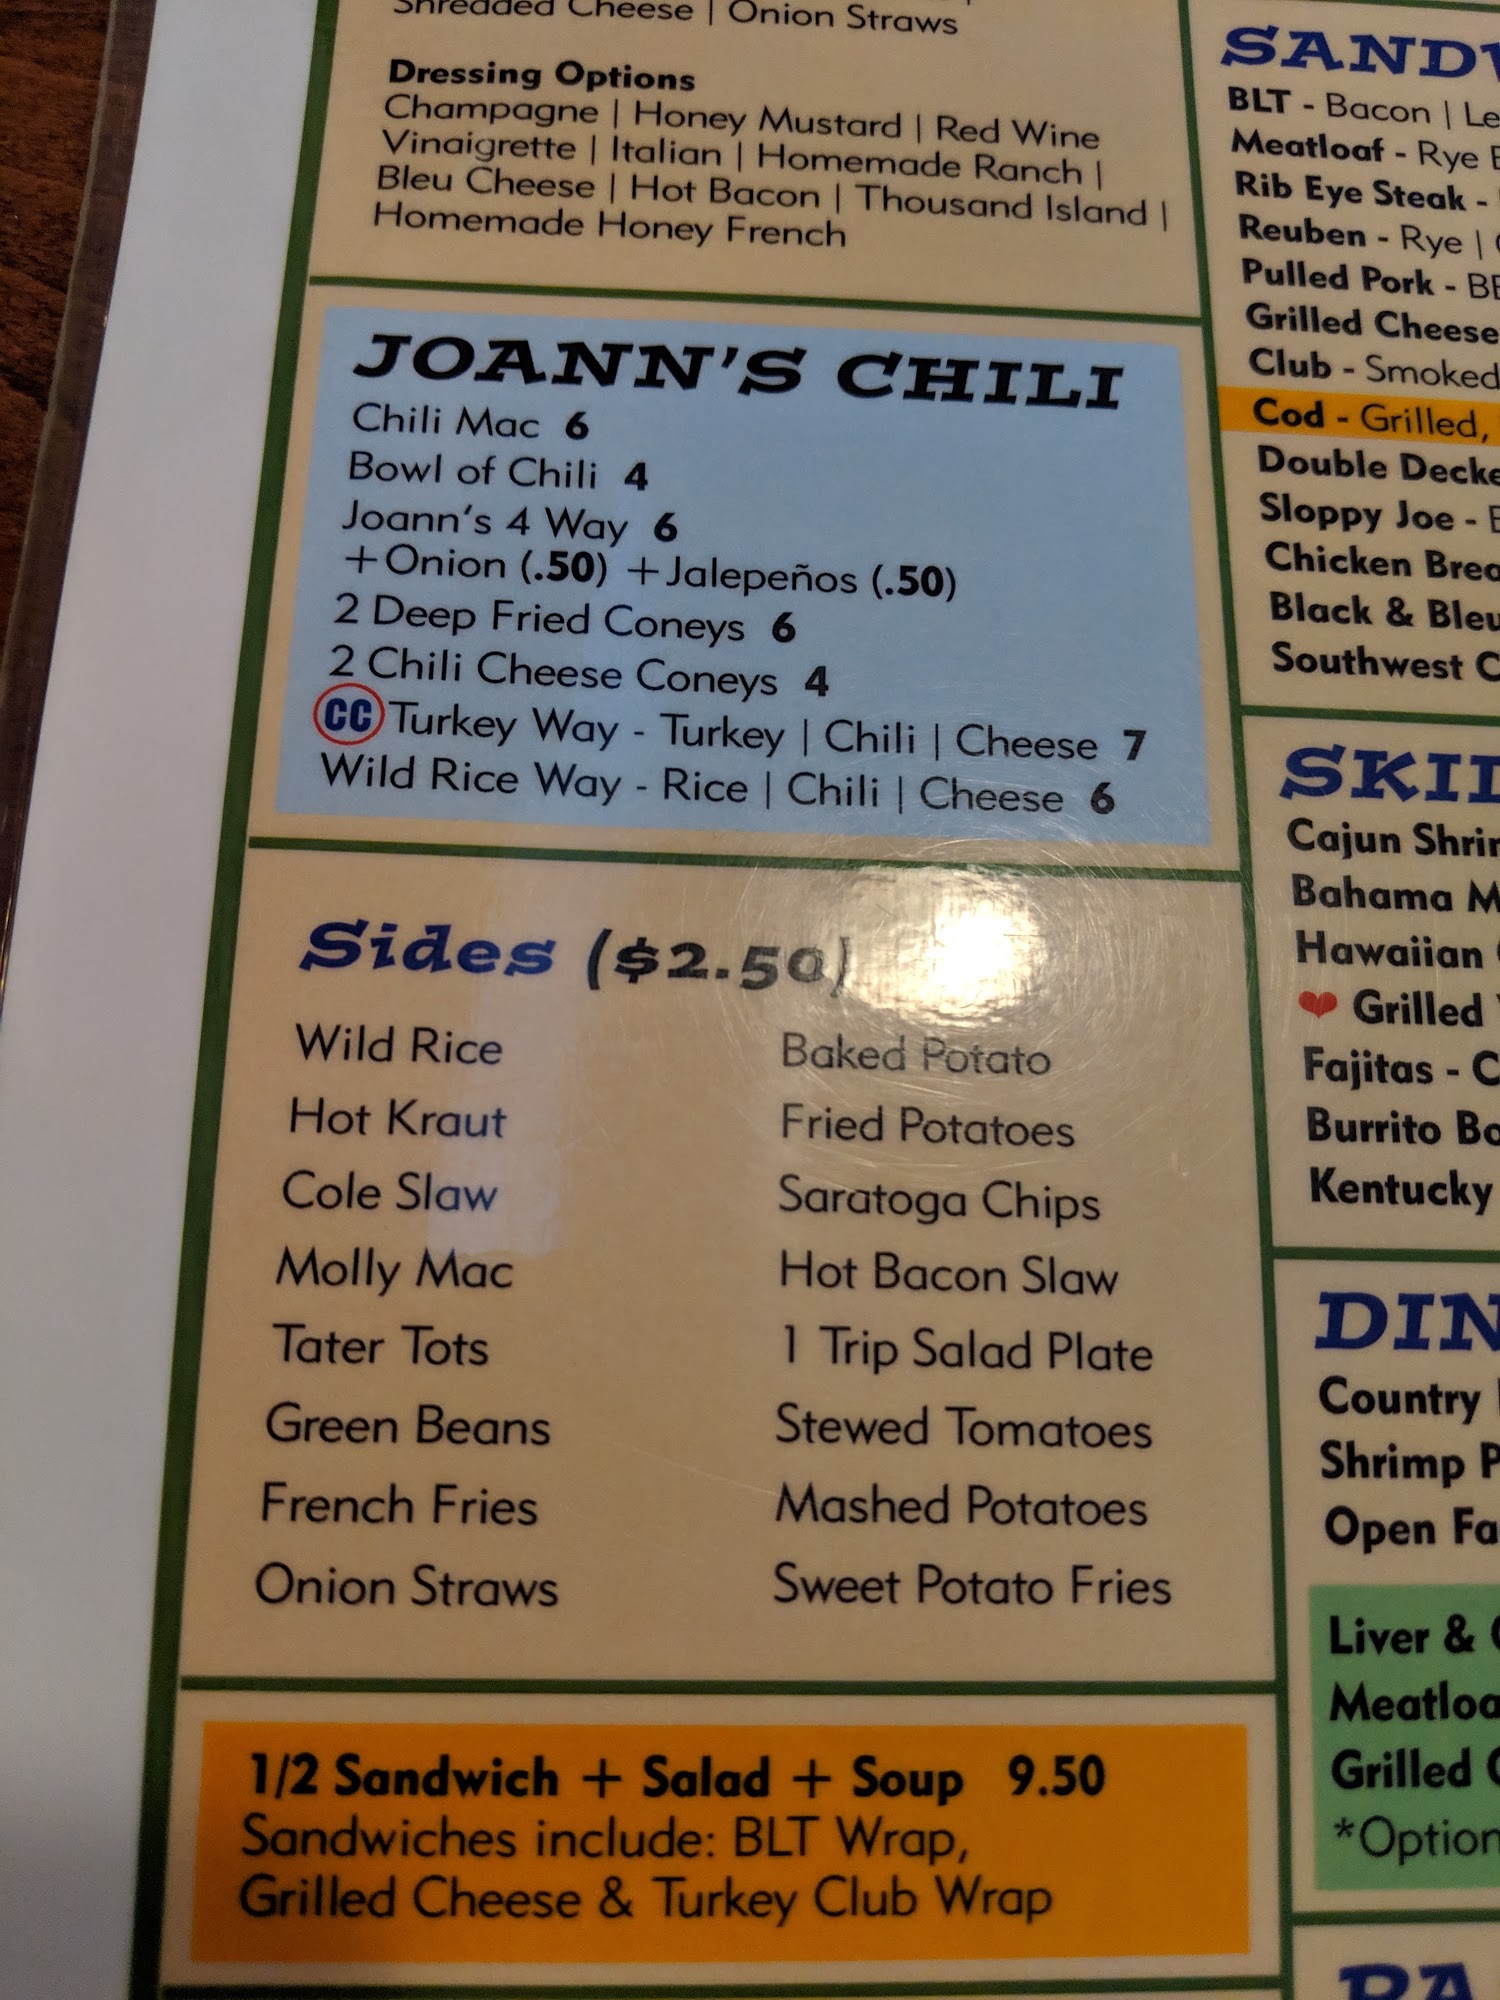 Shredded Cheese | Onion Straws
Dressing Options
Champagne | Honey Mustard | Red Wine
Vinaigrette | Italian | Homemade Ranch |
Bleu Cheese | Hot Bacon | Thousand Island |
Homemade Honey French
JOANN'S CHILI
Chili Mac 6
Bowl of Chili 4
Joann's 4 Way 6
+Onion (.50) +Jalepeños (.50)
2 Deep Fried Coneys 6
2 Chili Cheese Coneys 4
CC Turkey Way - Turkey | Chili | Cheese 7
Wild Rice Way - Rice | Chili | Cheese 6
Sides ($2.50)
Wild Rice
Hot Kraut
Cole Slaw
Molly Mac
Tater Tots
Green Beans
French Fries
Onion Straws
Baked Potato
Fried Potatoes
Saratoga Chips
Hot Bacon Slaw
1 Trip Salad Plate
Stewed Tomatoes
Mashed Potatoes
Sweet Potato Fries
1/2 Sandwich + Salad + Soup 9.50
Sandwiches include: BLT Wrap,
Grilled Cheese & Turkey Club Wrap
BLT - Bacon |
Meatloaf - Rye
Rib Eye Steak -
Reuben - Rye |
Pulled Pork -
Grilled Cheese
Club - Smoked
Cod - Grilled,
Double
Sloppy Joe -
Chicken
Black & Bleu
Southwest
Cajun
Bahama
Hawaiian
Grilled
Fajitas -
Burrito
Kentucky
Country
Shrimp
Open
Liver &
Grilled